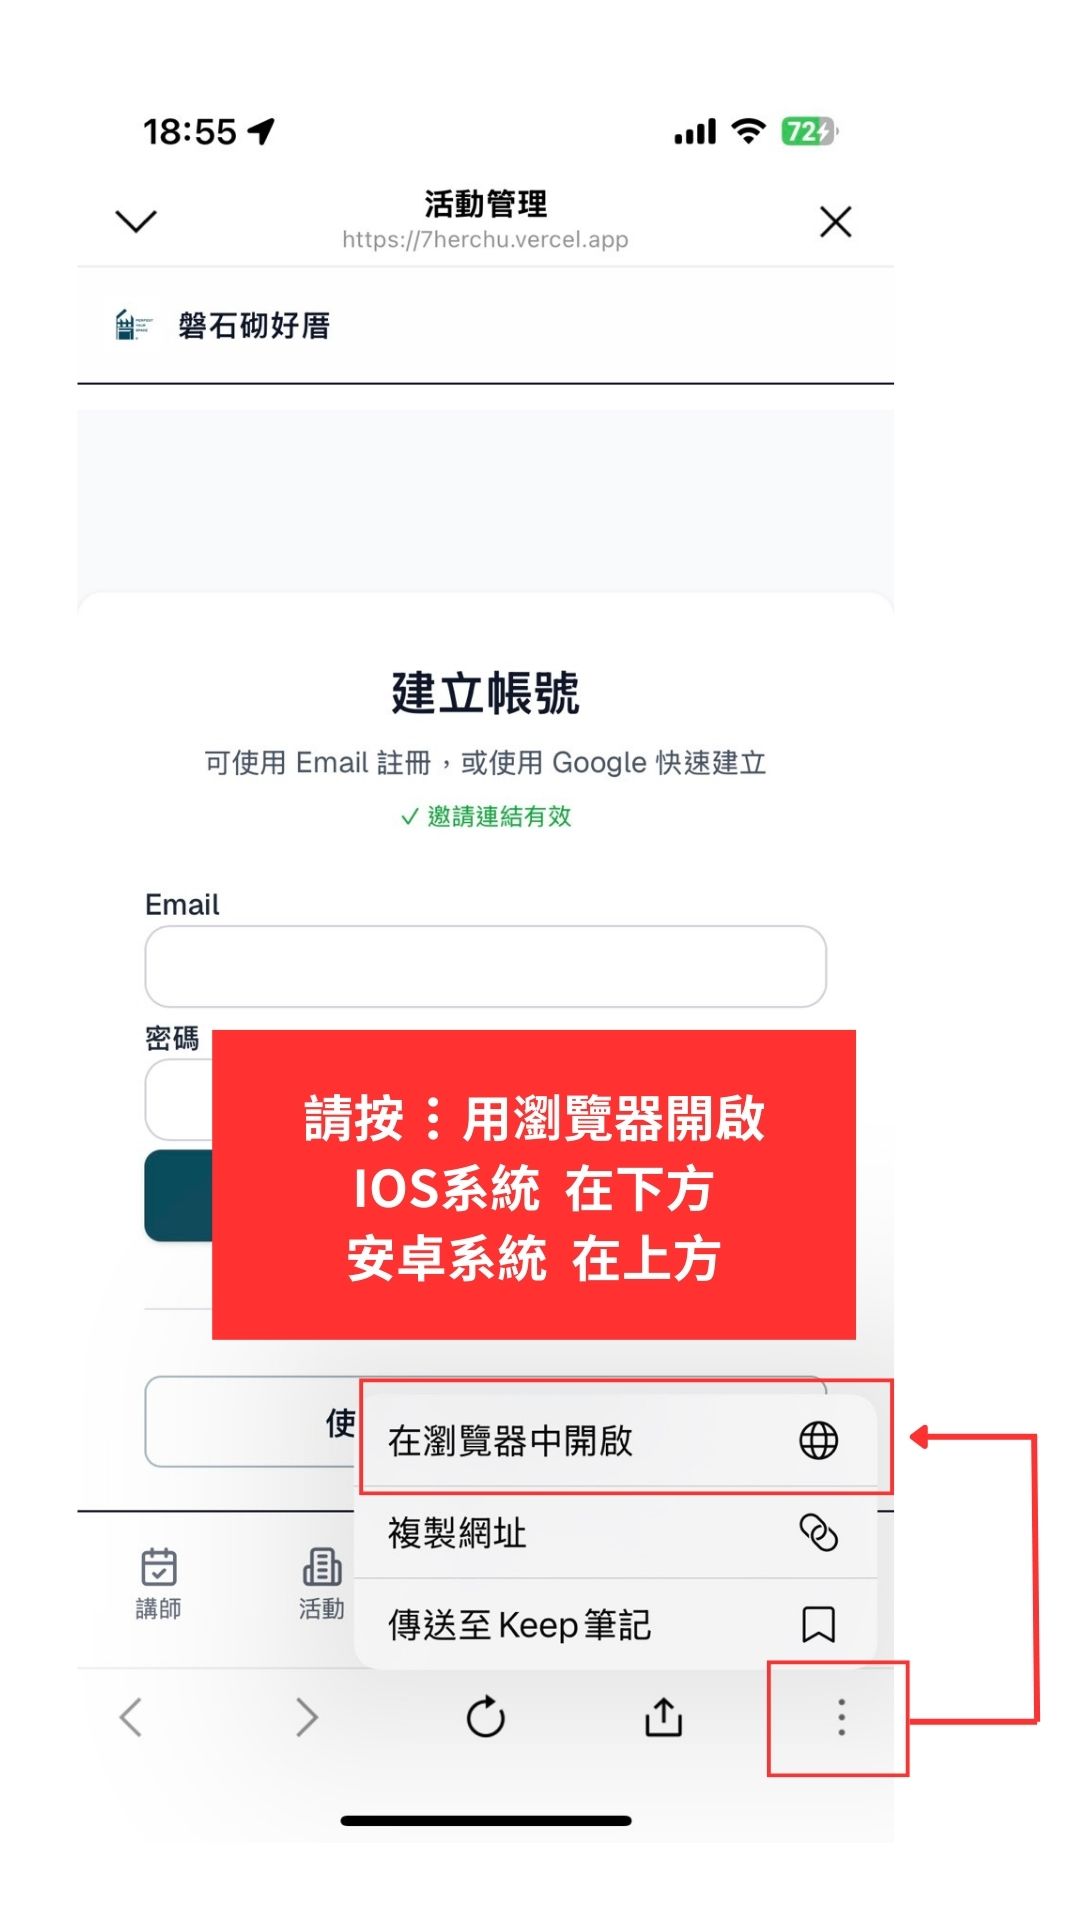 18:55
72
活動管理
https://7herchu.vercel.app
磐石砌好厝
建立帳號
可使用 Email 註冊，或使用 Google 快速建立
✓ 邀請連結有效
Email
密碼
請按⋮用瀏覽器開啟
IOS系統 在下方
安卓系統 在上方
使
在瀏覽器中開啟
複製網址
傳送至 Keep 筆記
講師
活動